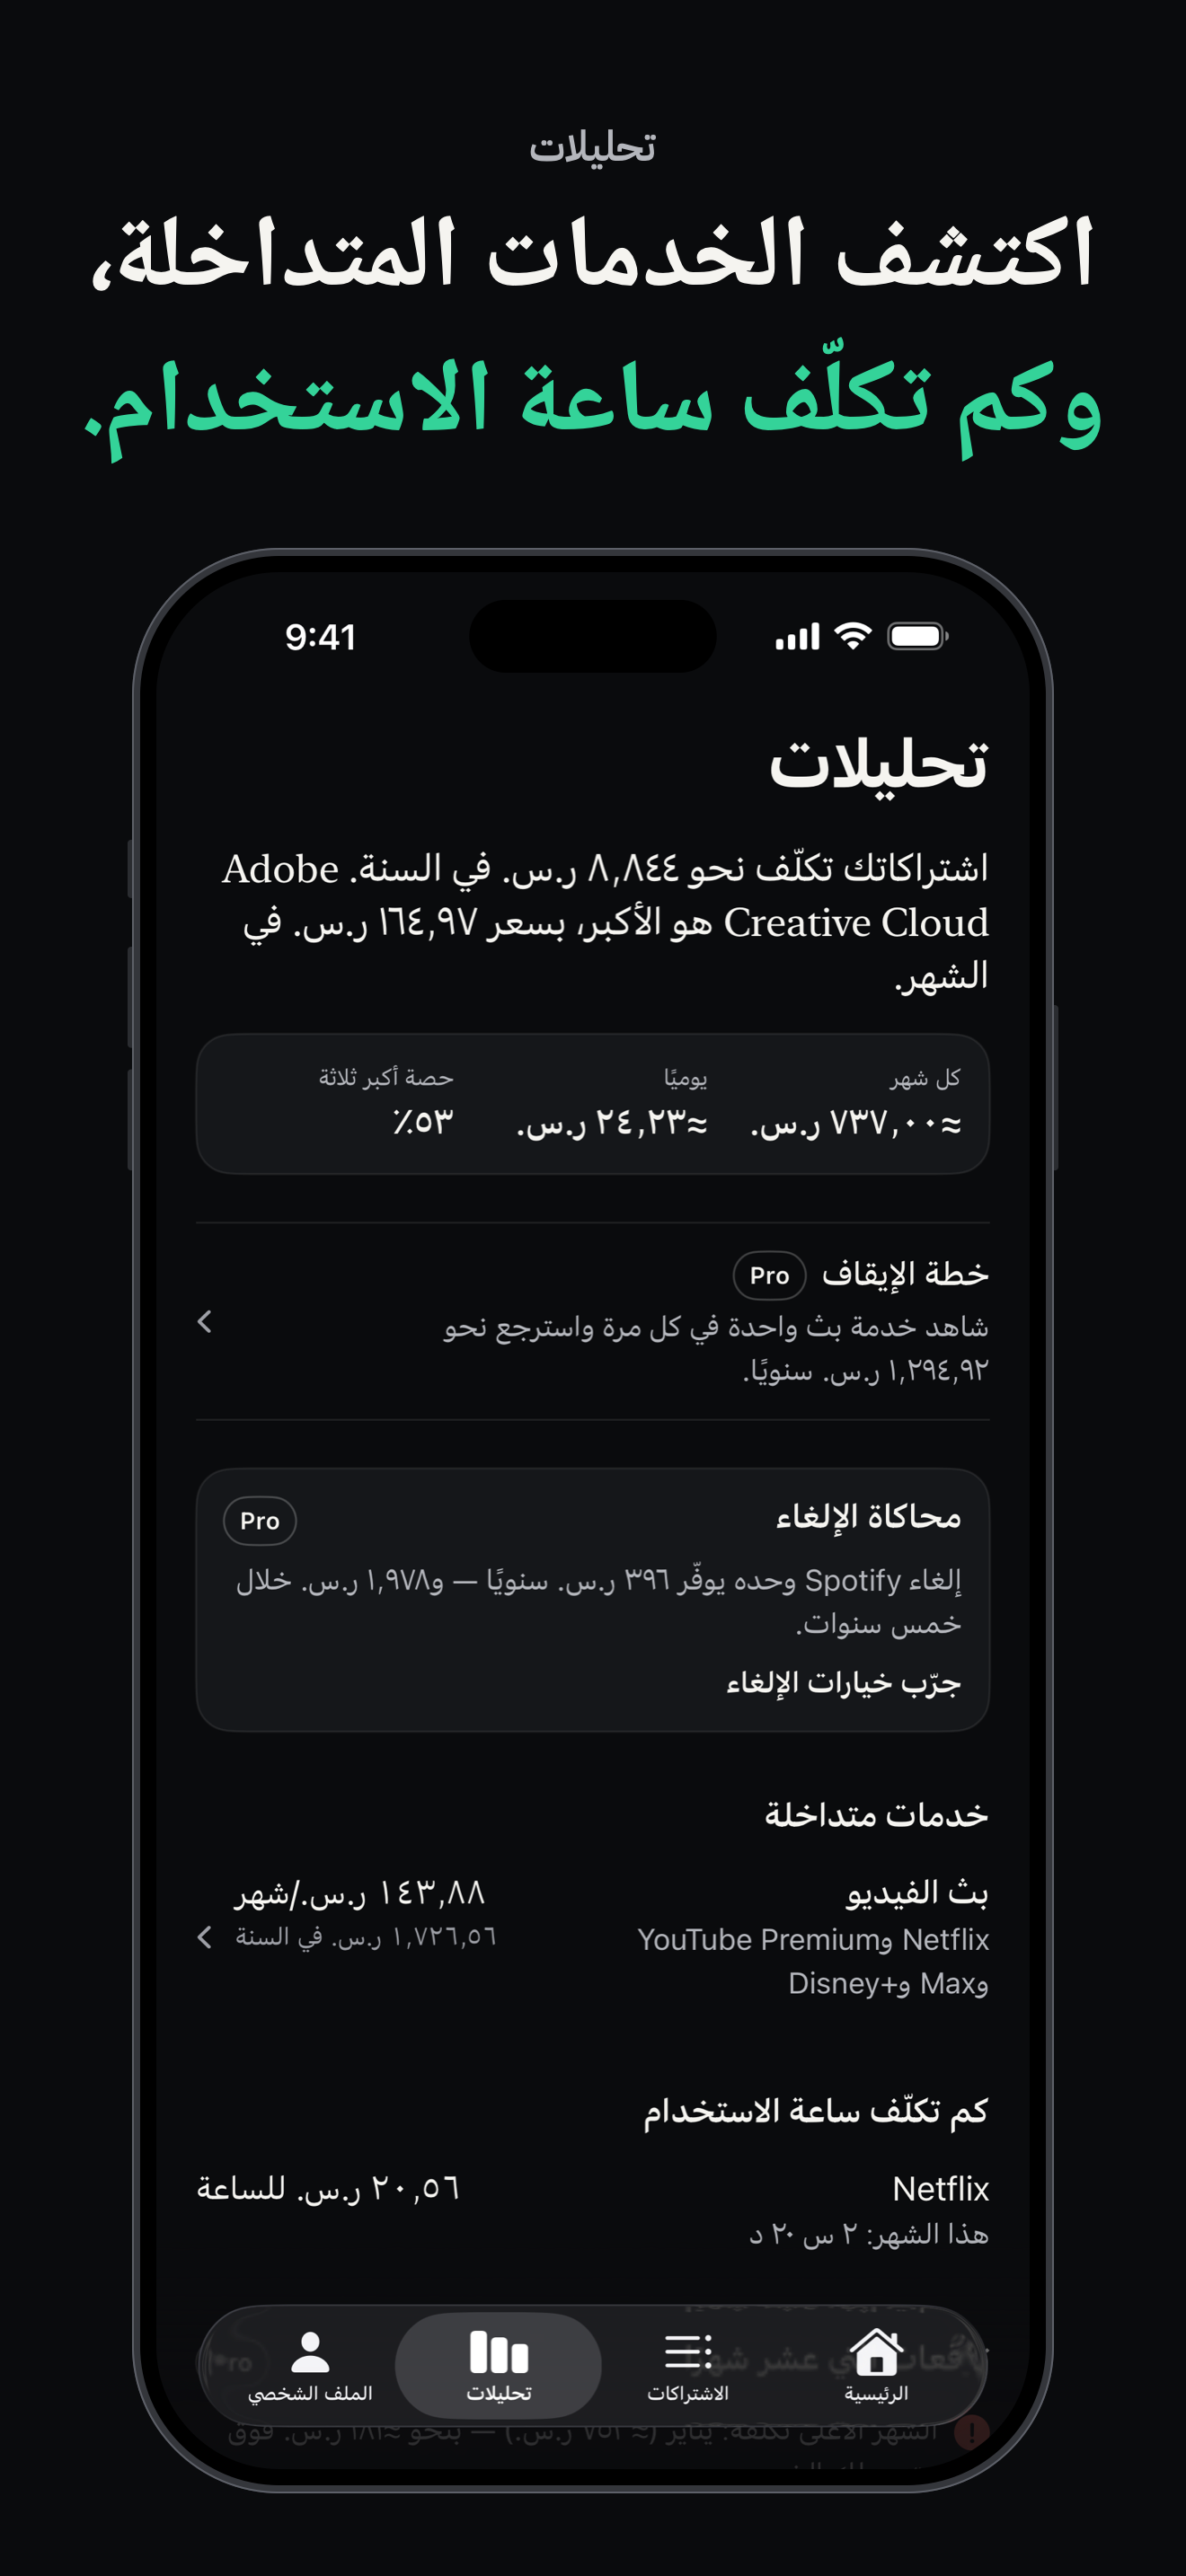 تحليلات
اكتشف الخدمات المتداخلة،
وكم تكلّف ساعة الاستخدام.
9:41
تحليلات
اشتراكاتك تكلّف نحو ٨,٨٤٤ ر.س. في السنة. Adobe
Creative Cloud هو الأكبر، بسعر ١٦٤,٩٧ ر.س. في
الشهر.
كل شهر
≈٧٣٧,٠٠ ر.س.
يوميًا
≈٢٤,٢٣ ر.س.
حصة أكبر ثلاثة
٥٣٪
خطة الإيقاف Pro
شاهد خدمة بث واحدة في كل مرة واسترجع نحو
١,٢٩٤,٩٢ ر.س. سنويًا.
محاكاة الإلغاء Pro
إلغاء Spotify وحده يوفّر ٣٩٦ ر.س. سنويًا — و١,٩٧٨ ر.س. خلال
خمس سنوات.
جرّب خيارات الإلغاء
خدمات متداخلة
بث الفيديو
١٤٣,٨٨ ر.س./شهر
Netflix وYouTube Premium
وMax و+Disney
١,٧٢٦,٥٦ ر.س. في السنة
كم تكلّف ساعة الاستخدام
Netflix
٢٠,٥٦ ر.س. للساعة
هذا الشهر: ٢ س ٢٠ د
الرئيسية
الاشتراكات
تحليلات
الملف الشخصي